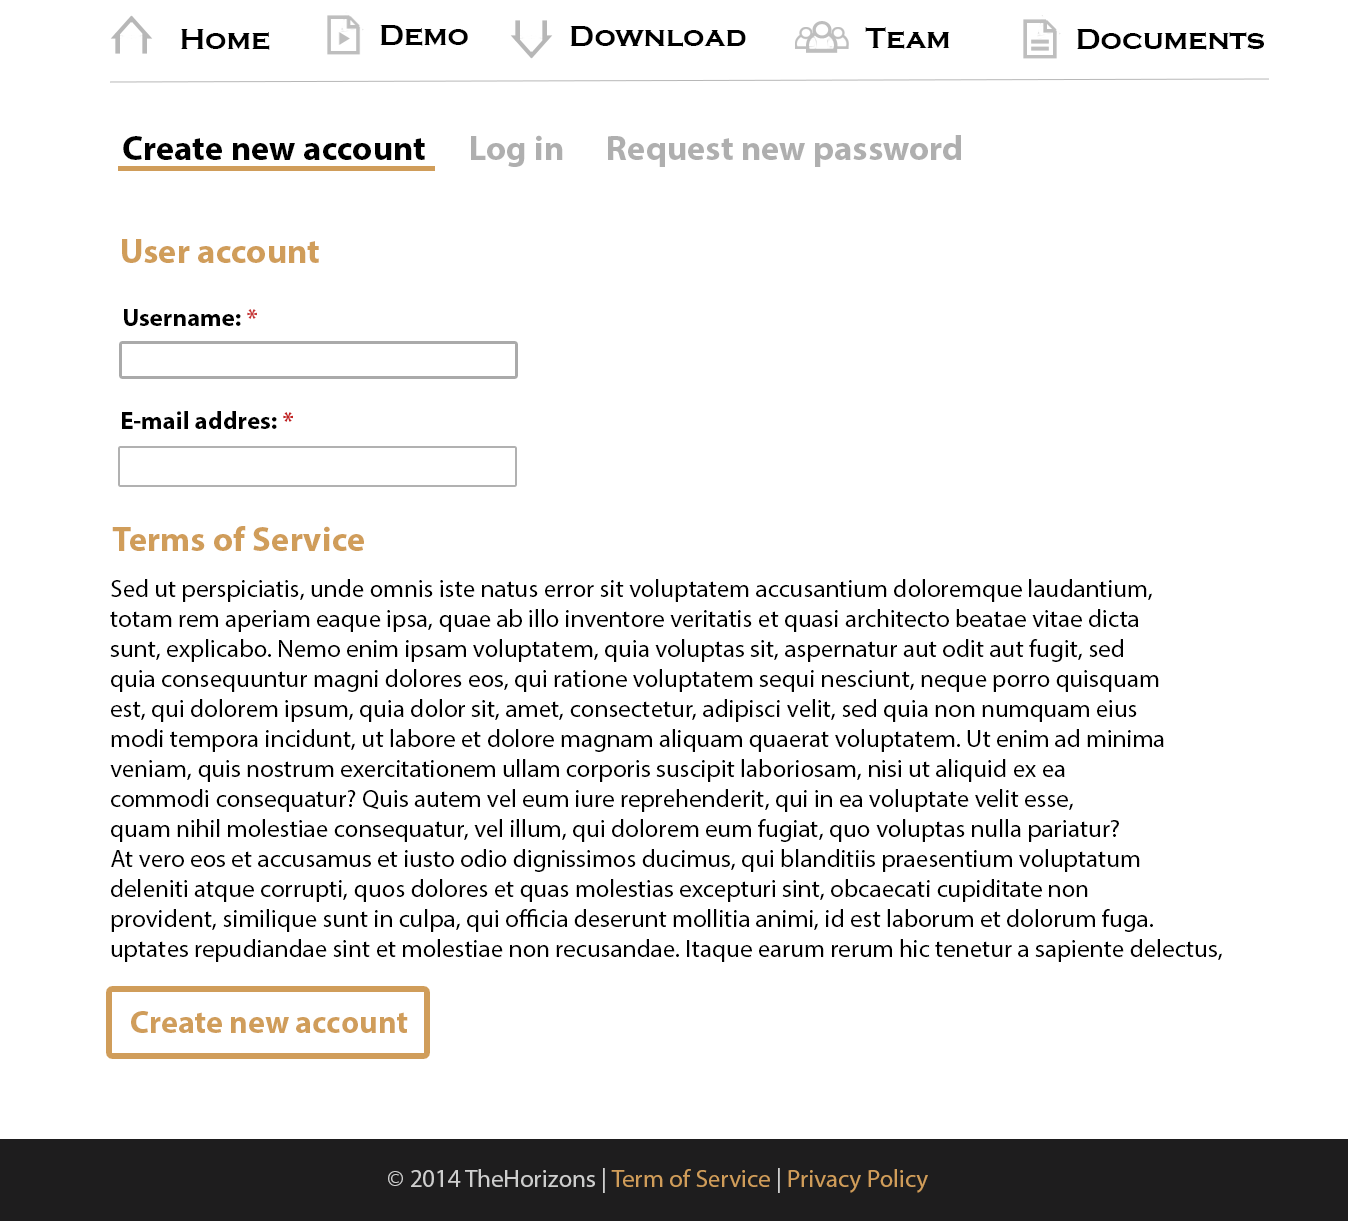 Home Demo Download Team Documents
Create new account Log in Request new password
User account
Username: *
E-mail addres: *
Terms of Service
Sed ut perspiciatis, unde omnis iste natus error sit voluptatem accusantium doloremque laudantium,
totam rem aperiam eaque ipsa, quae ab illo inventore veritatis et quasi architecto beatae vitae dicta
sunt, explicabo. Nemo enim ipsam voluptatem, quia voluptas sit, aspernatur aut odit aut fugit, sed
quia consequuntur magni dolores eos, qui ratione voluptatem sequi nesciunt, neque porro quisquam
est, qui dolorem ipsum, quia dolor sit, amet, consectetur, adipisci velit, sed quia non numquam eius
modi tempora incidunt, ut labore et dolore magnam aliquam quaerat voluptatem. Ut enim ad minima
veniam, quis nostrum exercitationem ullam corporis suscipit laboriosam, nisi ut aliquid ex ea
commodi consequatur? Quis autem vel eum iure reprehenderit, qui in ea voluptate velit esse,
quam nihil molestiae consequatur, vel illum, qui dolorem eum fugiat, quo voluptas nulla pariatur?
At vero eos et accusamus et iusto odio dignissimos ducimus, qui blanditiis praesentium voluptatum
deleniti atque corrupti, quos dolores et quas molestias excepturi sint, obcaecati cupiditate non
provident, similique sunt in culpa, qui officia deserunt mollitia animi, id est laborum et dolorum fuga.
uptates repudiandae sint et molestiae non recusandae. Itaque earum rerum hic tenetur a sapiente delectus,
Create new account
© 2014 TheHorizons | Term of Service | Privacy Policy